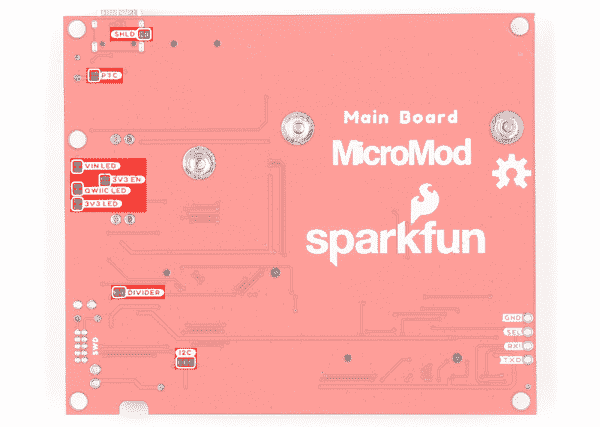 SHLD
PTC
Main Board
MicroMod
VIN LED
3V3 EN
QWIIC LED
3V3 LED
sparkfun
DIVIDER
GND
SEL
RXI
TXO
SWD
I2C